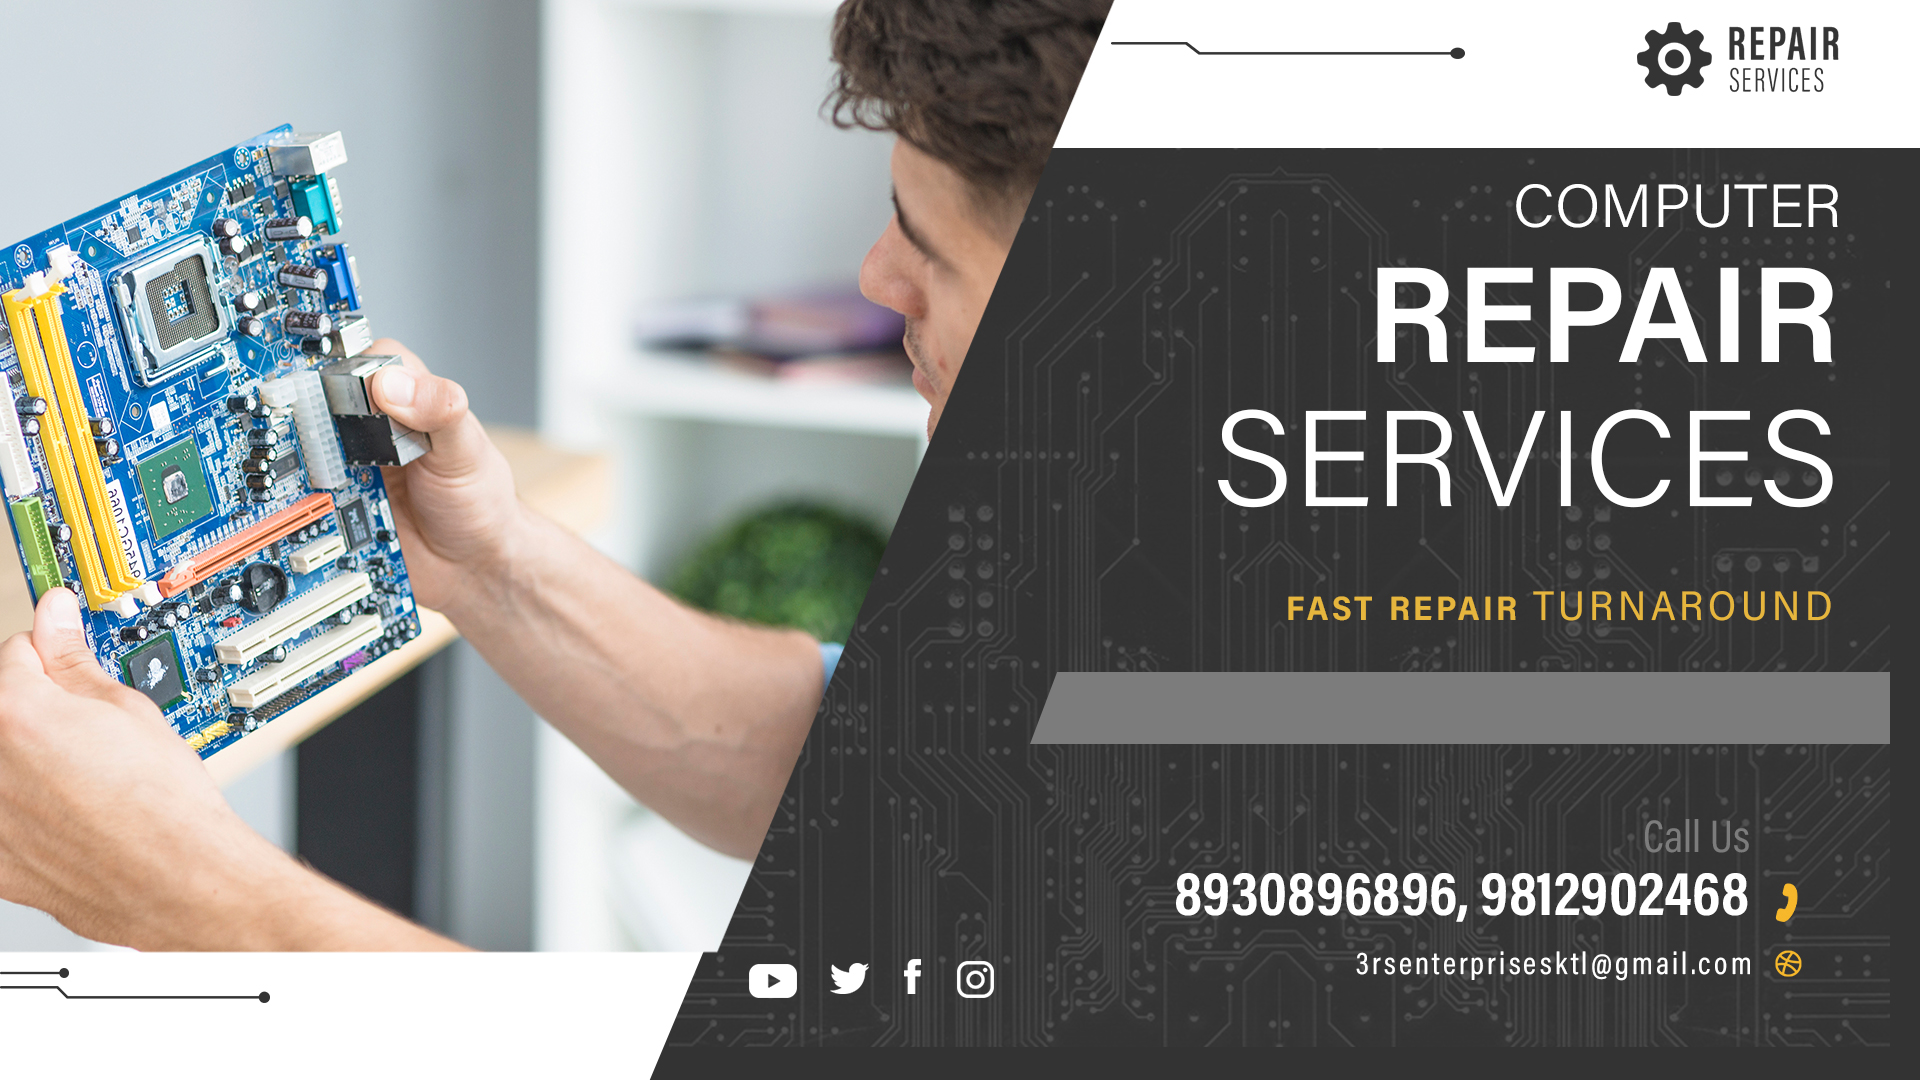 REPAIR
SERVICES
COMPUTER
REPAIR
SERVICES
FAST REPAIR TURNAROUND
Call Us
8930896896, 9812902468
3rsenterprisesktl@gmail.com